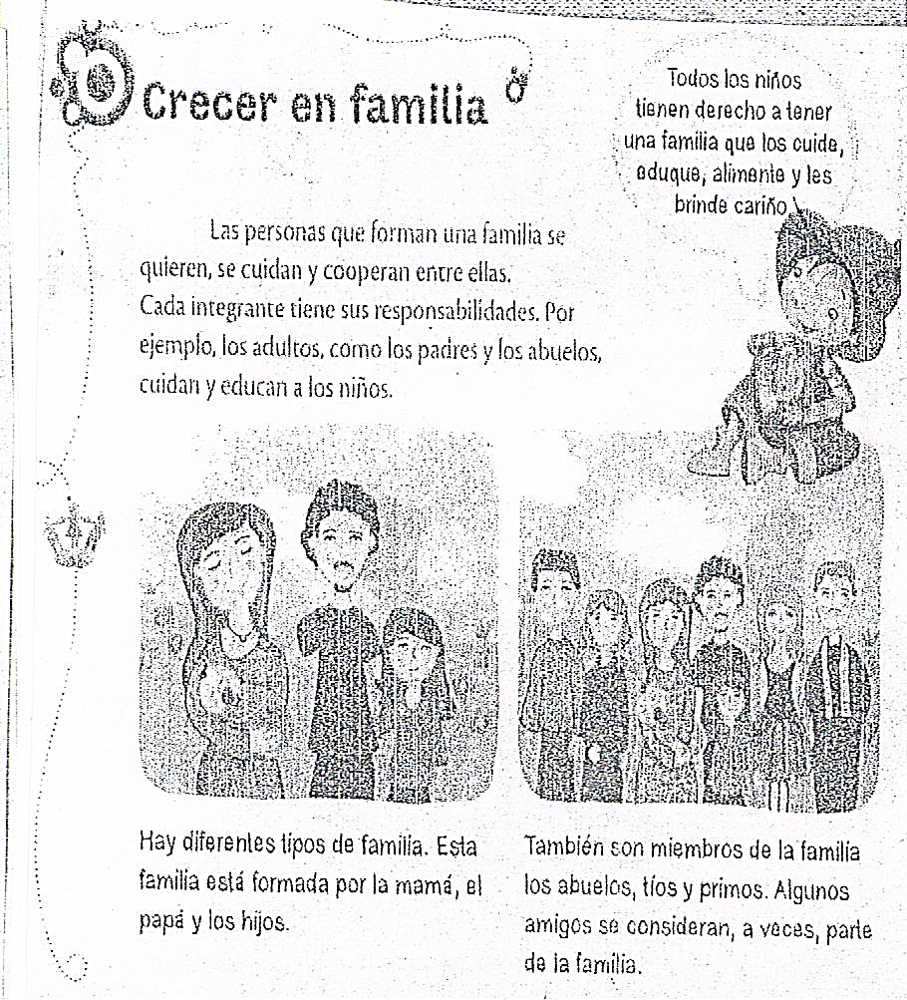 Crecer en familia
Todos los niños
tienen derecho a tener
una familia que los cuide,
eduque, alimente y les
brinde cariño
Las personas que forman una familia se
quieren, se cuidan y cooperan entre ellas.
Cada integrante tiene sus responsabilidades. Por
ejemplo, los adultos, como los padres y los abuelos,
cuidan y educan a los niños.
Hay diferentes tipos de familia. Esta
familia está formada por la mamá, el
papá y los hijos.
También son miembros de la familia
los abuelos, tíos y primos. Algunos
amigos se consideran, a veces, parte
de la familia.